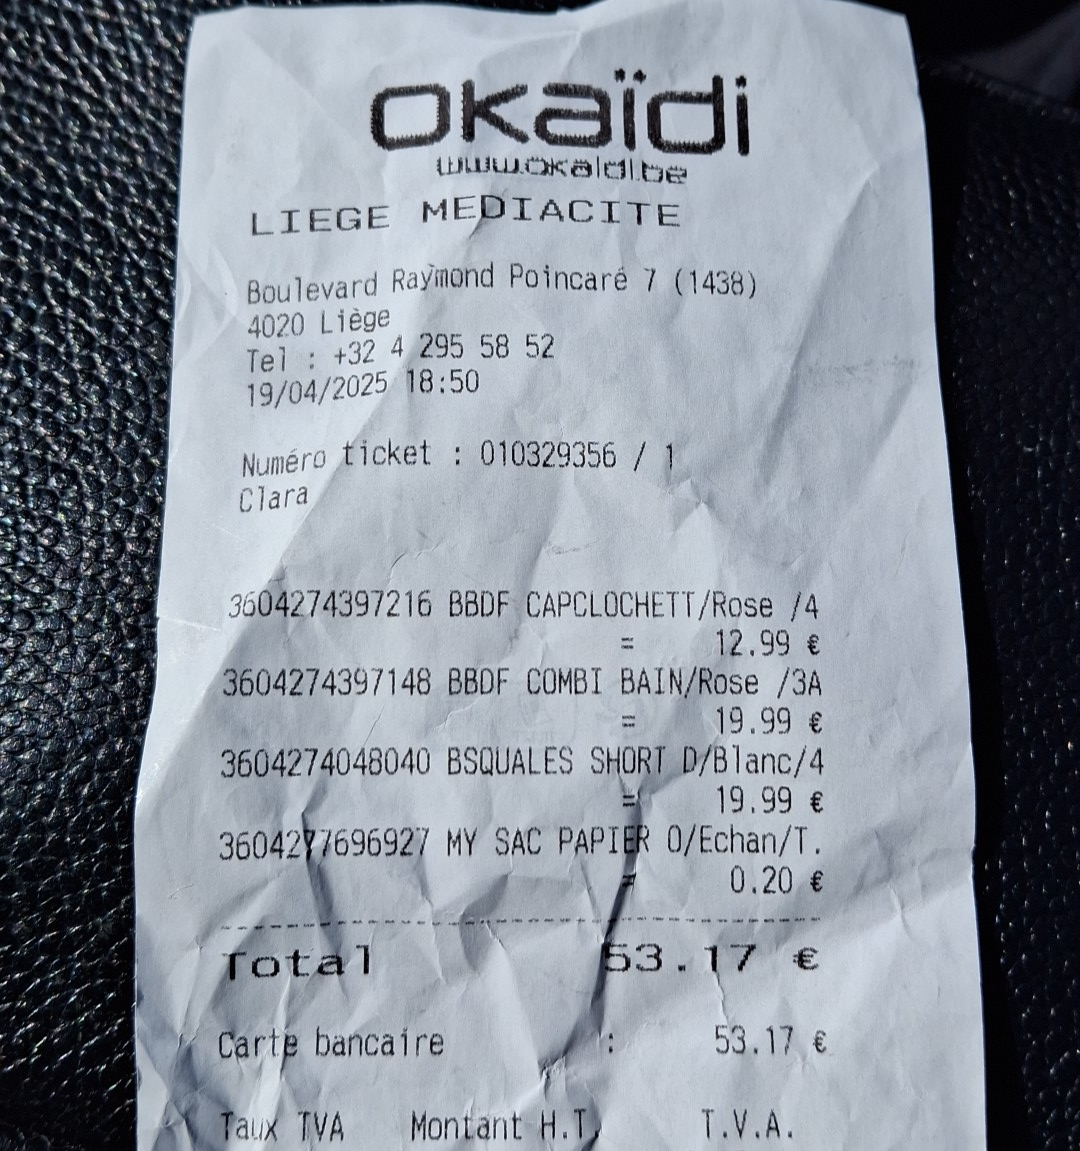 okaïdi
www.okaidi.be
LIEGE MEDIACITE
Boulevard Raymond Poincaré 7 (1438)
4020 Liège
Tel : +32 4 295 58 52
19/04/2025 18:50
Numéro ticket : 010329356 / 1
Clara
3604274397216 BBDF CAPCLOCHETT/Rose /4
= 12.99 €
3604274397148 BBDF COMBI BAIN/Rose /3A
= 19.99 €
3604274048040 BSQUALES SHORT D/Blanc/4
= 19.99 €
3604277696927 MY SAC PAPIER O/Echan/T.
= 0.20 €
Total 53.17 €
Carte bancaire : 53.17 €
Taux TVA Montant H.T. T.V.A.